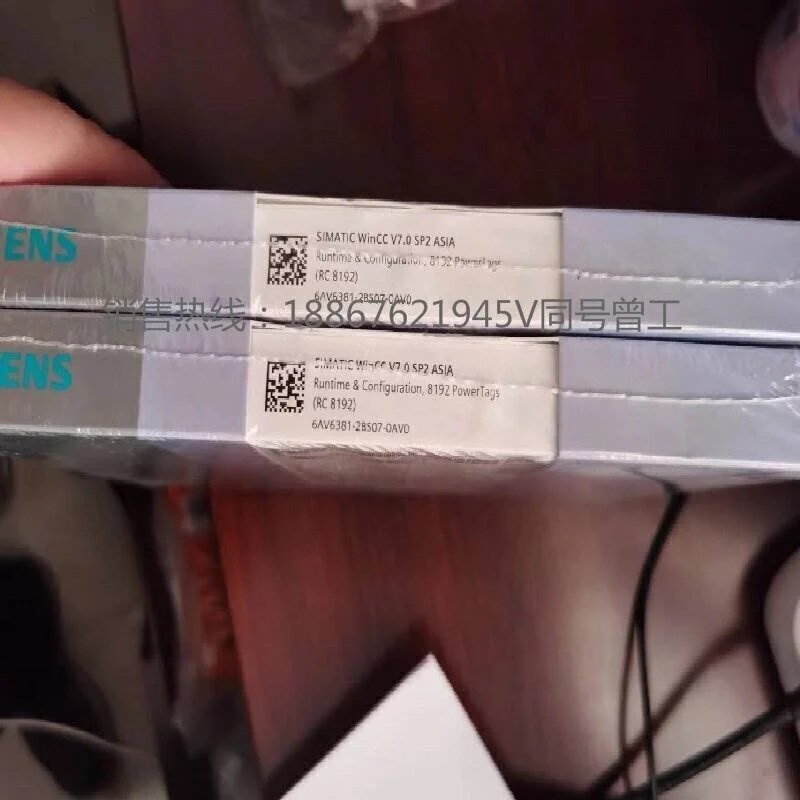 ENS
SIMATIC WinCC V7.0 SP2 ASIA
Runtime & Configuration, 8192 PowerTags
(RC 8192)
6AV6381-2BS07-0AV0
销售热线：18867621945V同号曾工
ENS
SIMATIC WinCC V7.0 SP2 ASIA
Runtime & Configuration, 8192 PowerTags
(RC 8192)
6AV6381-2BS07-0AV0